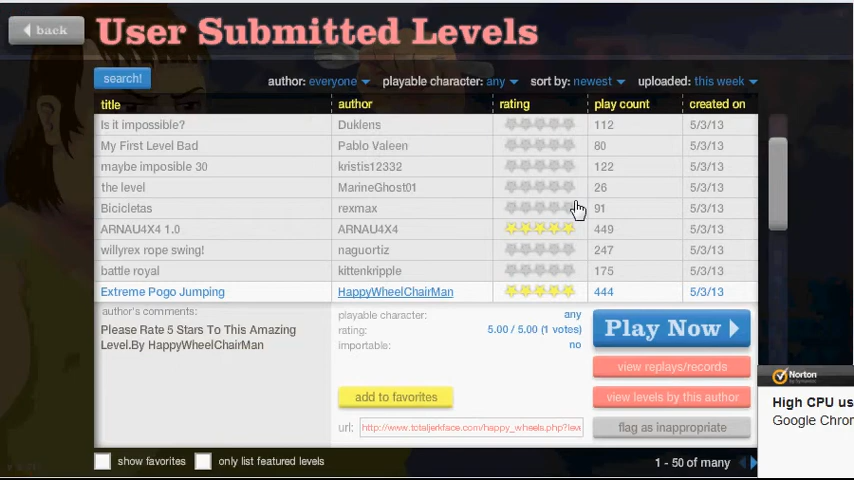 back
User Submitted Levels
search!
author: everyone playable character: any sort by: newest uploaded: this week
title author rating play count created on
Is it impossible? Duklens 112 5/3/13
My First Level Bad Pablo Valeen 80 5/3/13
maybe imposible 30 kristis12332 122 5/3/13
the level MarineGhost01 26 5/3/13
Bicicletas rexmax 91 5/3/13
ARNAU4X4 1.0 ARNAU4X4 449 5/3/13
willyrex rope swing! naguortiz 247 5/3/13
battle royal kittenkripple 175 5/3/13
Extreme Pogo Jumping HappyWheelChairMan 444 5/3/13
author's comments:
Please Rate 5 Stars To This Amazing
Level.By HappyWheelChairMan
playable character: any
rating: 5.00 / 5.00 (1 votes)
importable: no
add to favorites
url: http://www.totaljerkface.com/happy_wheels.php?lev
Play Now
view replays/records
view levels by this author
flag as inappropriate
Norton
by Symantec
High CPU us
Google Chron
show favorites only list featured levels 1 - 50 of many